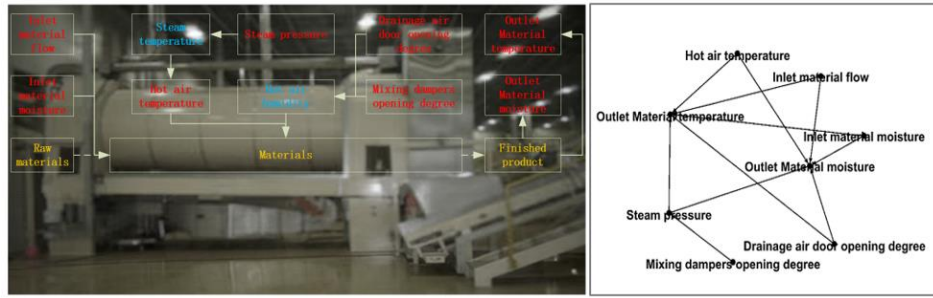 Inlet
material
flow
Steam
temperature
Steam pressure
Drainage air
door opening
degree
Outlet
Material
temperature
Inlet
material
moisture
Hot air
temperature
Mixing dampers
opening degree
Outlet
Material
moisture
Raw
materials
Materials
Finished
product
Hot air temperature
Inlet material flow
Outlet Material temperature
Inlet material moisture
Outlet Material moisture
Steam pressure
Drainage air door opening degree
Mixing dampers opening degree